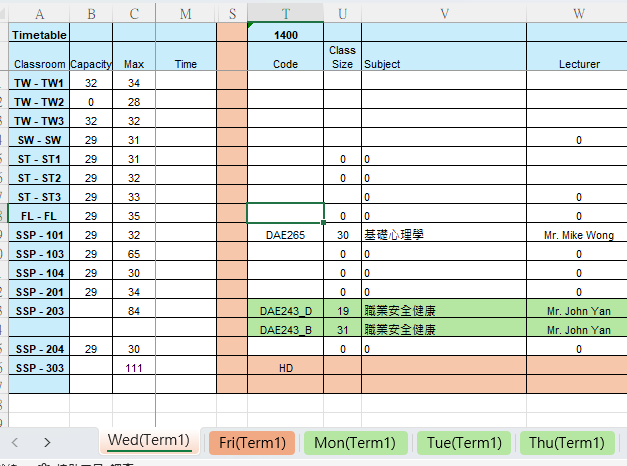 A B C M S T U V W
Timetable 1400
Classroom Capacity Max Time Code Class Size Subject Lecturer
TW - TW1 32 34
TW - TW2 0 28
TW - TW3 32 32
SW - SW 29 31 0
ST - ST1 29 31 0 0
ST - ST2 29 32 0 0
ST - ST3 29 33 0 0
FL - FL 29 35 0 0 0
SSP - 101 29 32 DAE265 30 基礎心理學 Mr. Mike Wong
SSP - 103 29 65 0 0 0
SSP - 104 29 30 0 0 0
SSP - 201 29 34 0 0 0
SSP - 203 84 DAE243_D 19 職業安全健康 Mr. John Yan
DAE243_B 31 職業安全健康 Mr. John Yan
SSP - 204 29 30 0 0 0
SSP - 303 111 HD
Wed(Term1) Fri(Term1) Mon(Term1) Tue(Term1) Thu(Term1)